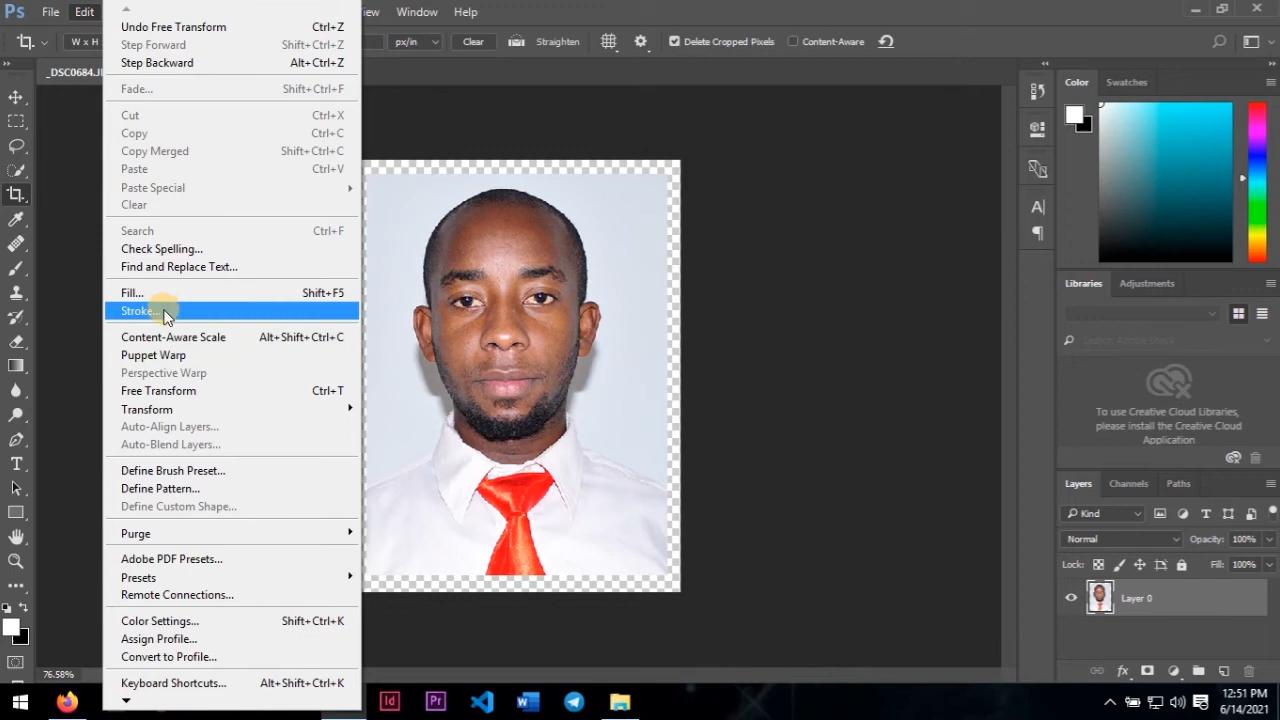 Ps
File
Edit
Window
Help
W x H
px/in
Clear
Straighten
Delete Cropped Pixels
Content-Aware
Undo Free Transform Ctrl+Z
Step Forward Shift+Ctrl+Z
Step Backward Alt+Ctrl+Z
Fade... Shift+Ctrl+F
Cut Ctrl+X
Copy Ctrl+C
Copy Merged Shift+Ctrl+C
Paste Ctrl+V
Paste Special
Clear
Search Ctrl+F
Check Spelling...
Find and Replace Text...
Fill... Shift+F5
Stroke...
Content-Aware Scale Alt+Shift+Ctrl+C
Puppet Warp
Perspective Warp
Free Transform Ctrl+T
Transform
Auto-Align Layers...
Auto-Blend Layers...
Define Brush Preset...
Define Pattern...
Define Custom Shape...
Purge
Adobe PDF Presets...
Presets
Remote Connections...
Color Settings... Shift+Ctrl+K
Assign Profile...
Convert to Profile...
Keyboard Shortcuts... Alt+Shift+Ctrl+K
76.58%
Color Swatches
Libraries Adjustments
Search Adobe Stock
To use Creative Cloud Libraries,
please install the Creative Cloud
Application
Layers Channels Paths
Kind
Normal Opacity: 100%
Lock: Fill: 100%
Layer 0
fx
Id
Pr
12:51 PM
6/14/2021